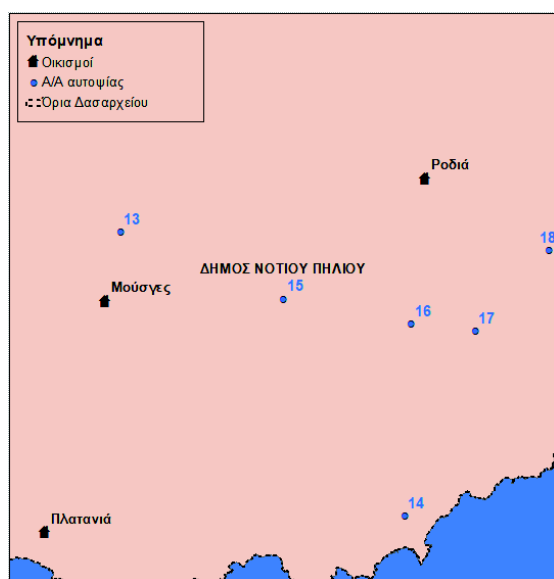 Υπόμνημα
Οικισμοί
Α/Α αυτοψίας
Όρια Δασαρχείου
Ροδιά
13
18
ΔΗΜΟΣ ΝΟΤΙΟΥ ΠΗΛΙΟΥ
Μούσγες
15
16
17
14
Πλατανιά